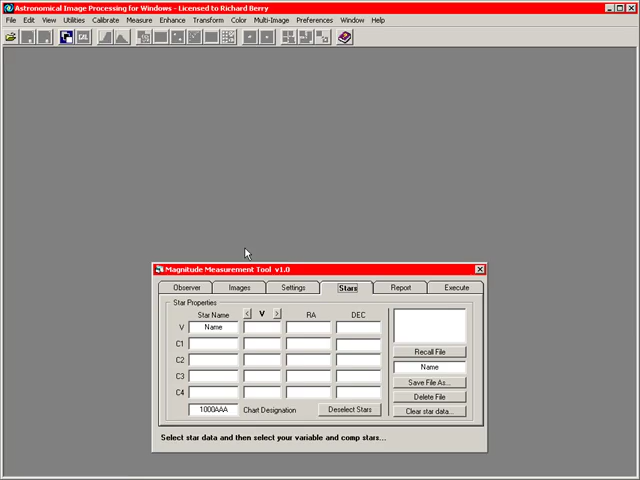 Astronomical Image Processing for Windows - Licensed to Richard Berry
File Edit View Utilities Calibrate Measure Enhance Transform Color Multi-Image Preferences Window Help
Magnitude Measurement Tool v1.0
Observer Images Settings Stars Report Execute
Star Properties
Star Name < V > RA DEC
V Name
C1
C2
C3
C4
1000AAA Chart Designation Deselect Stars
Recall File
Name
Save File As...
Delete File
Clear star data...
Select star data and then select your variable and comp stars...